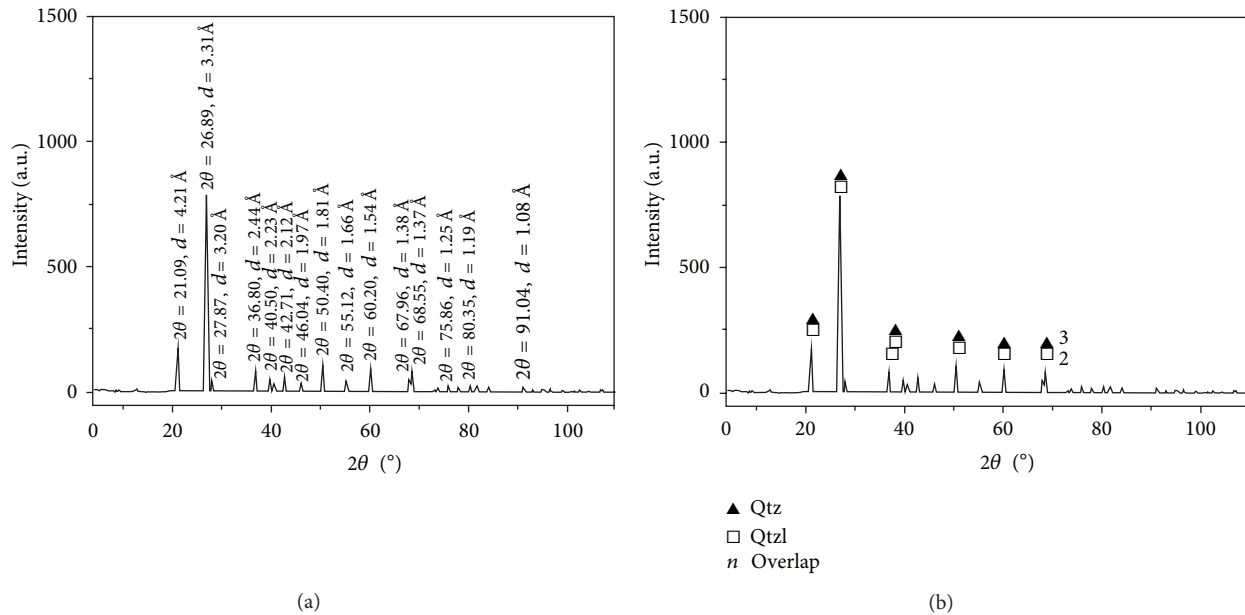 1500
1000
500
0
Intensity (a.u.)
2θ = 21.09, d = 4.21 Å
2θ = 26.89, d = 3.31Å
2θ = 27.87, d = 3.20 Å
2θ = 36.80, d = 2.44 Å
2θ = 40.50, d = 2.23 Å
2θ = 42.71, d = 2.12 Å
2θ = 46.04, d = 1.97 Å
2θ = 50.40, d = 1.81 Å
2θ = 55.12, d = 1.66 Å
2θ = 60.20, d = 1.54 Å
2θ = 67.96, d = 1.38 Å
2θ = 68.55, d = 1.37 Å
2θ = 75.86, d = 1.25 Å
2θ = 80.35, d = 1.19 Å
2θ = 91.04, d = 1.08 Å
0 20 40 60 80 100
2θ (°)
(a)
1500
1000
500
0
Intensity (a.u.)
3
2
0 20 40 60 80 100
2θ (°)
▲ Qtz
□ Qtzl
n Overlap
(b)